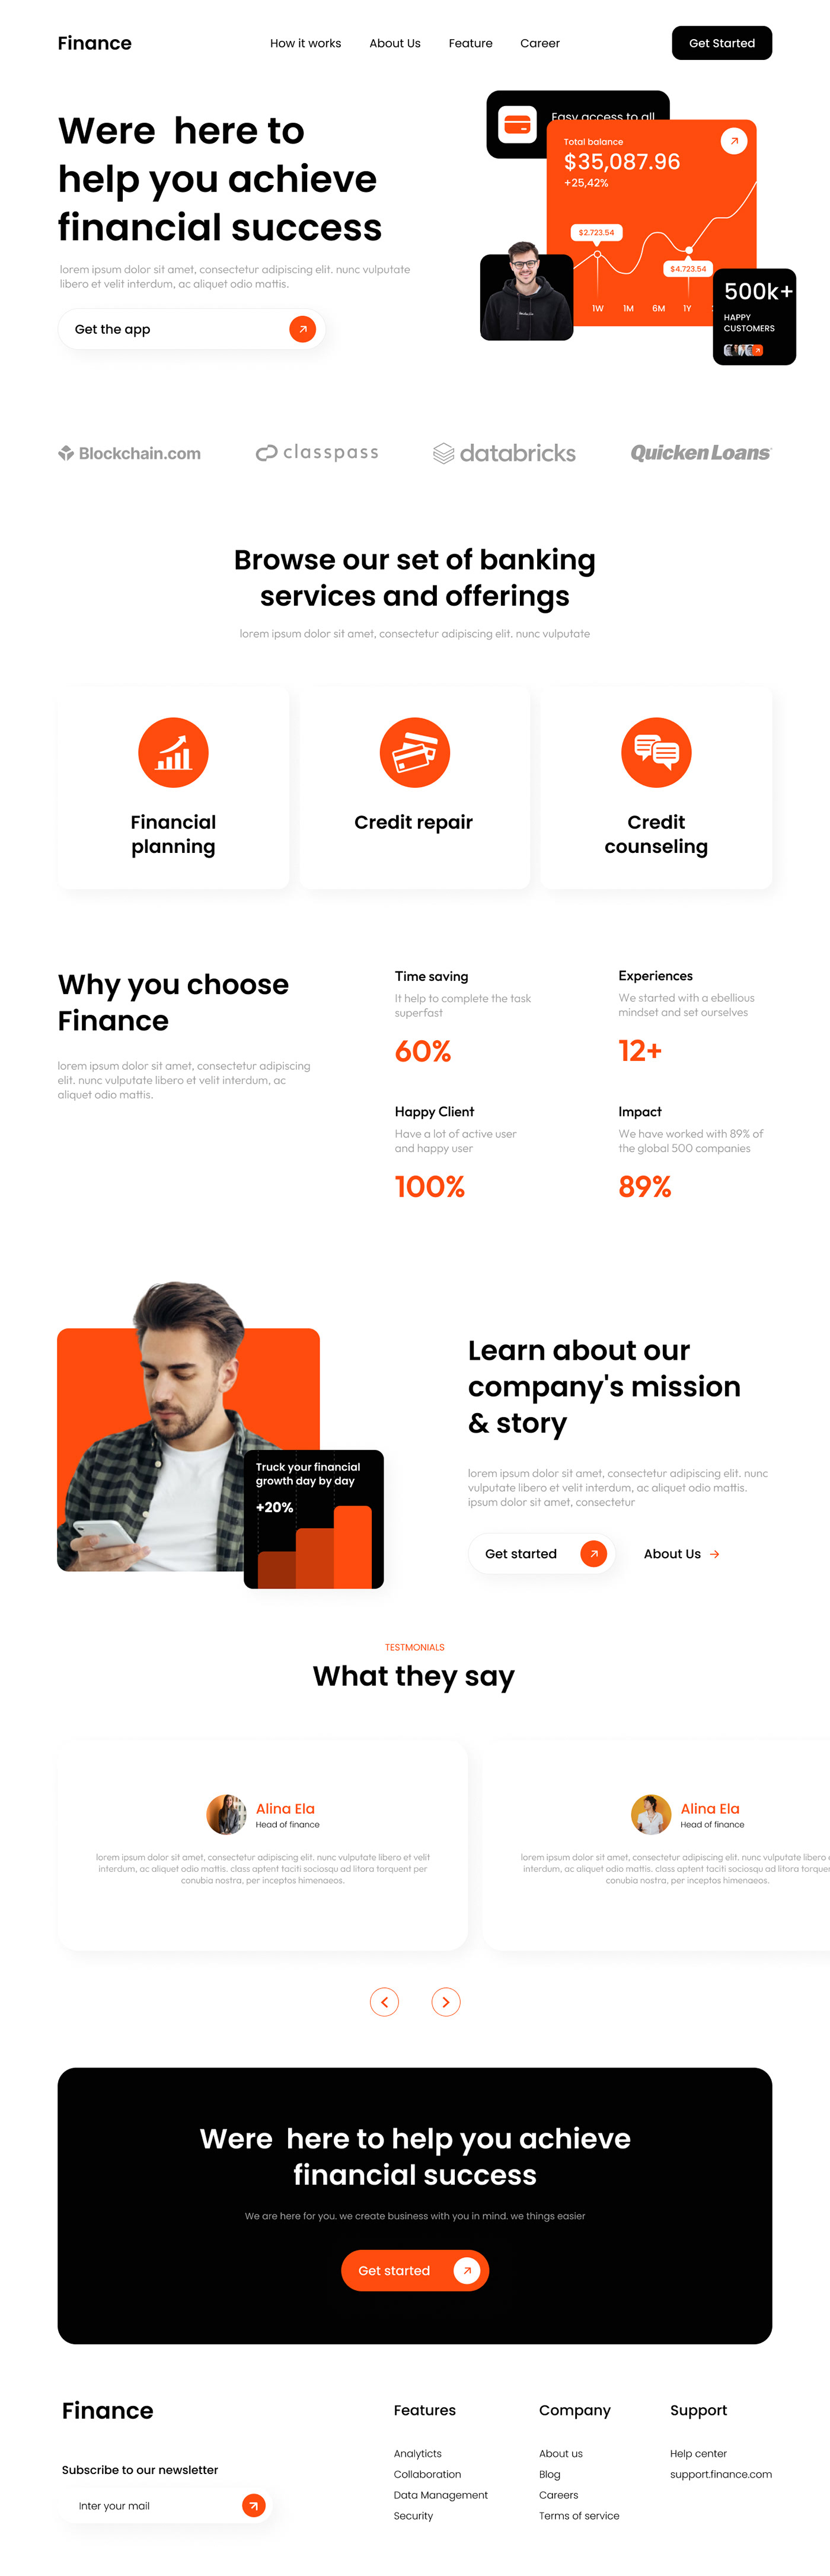 Finance
How it works
About Us
Feature
Career
Get Started
Were here to
help you achieve
financial success
lorem ipsum dolor sit amet, consectetur adipiscing elit. nunc vulputate
libero et velit interdum, ac aliquet odio mattis.
Get the app
Easy access to all
Total balance
$35,087.96
+25,42%
$2.723.54
$4.723.54
1W
1M
6M
1Y
500k+
HAPPY
CUSTOMERS
Blockchain.com
classpass
databricks
Quicken Loans
Browse our set of banking
services and offerings
lorem ipsum dolor sit amet, consectetur adipiscing elit. nunc vulputate
Financial
planning
Credit repair
Credit
counseling
Why you choose
Finance
lorem ipsum dolor sit amet, consectetur adipiscing
elit. nunc vulputate libero et velit interdum, ac
aliquet odio mattis.
Time saving
It help to complete the task
superfast
60%
Experiences
We started with a ebellious
mindset and set ourselves
12+
Happy Client
Have a lot of active user
and happy user
100%
Impact
We have worked with 89% of
the global 500 companies
89%
Truck your financial
growth day by day
+20%
Learn about our
company's mission
& story
lorem ipsum dolor sit amet, consectetur adipiscing elit. nunc
vulputate libero et velit interdum, ac aliquet odio mattis.
ipsum dolor sit amet, consectetur
Get started
About Us
TESTMONIALS
What they say
Alina Ela
Head of finance
lorem ipsum dolor sit amet, consectetur adipiscing elit. nunc vulputate libero et velit
interdum, ac aliquet odio mattis. class aptent taciti sociosqu ad litora torquent per
conubia nostra, per inceptos himenaeos.
Alina Ela
Head of finance
lorem ipsum dolor sit amet, consectetur adipiscing elit. nunc vulputate libero
interdum, ac aliquet odio mattis. class aptent taciti sociosqu ad litora
conubia nostra, per inceptos himenaeos.
Were here to help you achieve
financial success
We are here for you. we create business with you in mind. we things easier
Get started
Finance
Subscribe to our newsletter
Inter your mail
Features
Analyticts
Collaboration
Data Management
Security
Company
About us
Blog
Careers
Terms of service
Support
Help center
support.finance.com